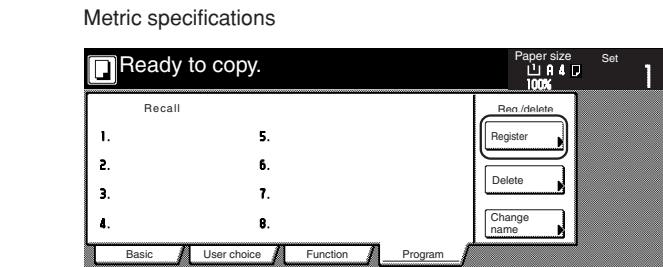 Metric specifications
Ready to copy.
Paper size
Set
A4
100%
1
Recall
1.
2.
3.
4.
5.
6.
7.
8.
Reg./delete
Register
Delete
Change
name
Basic
User choice
Function
Program